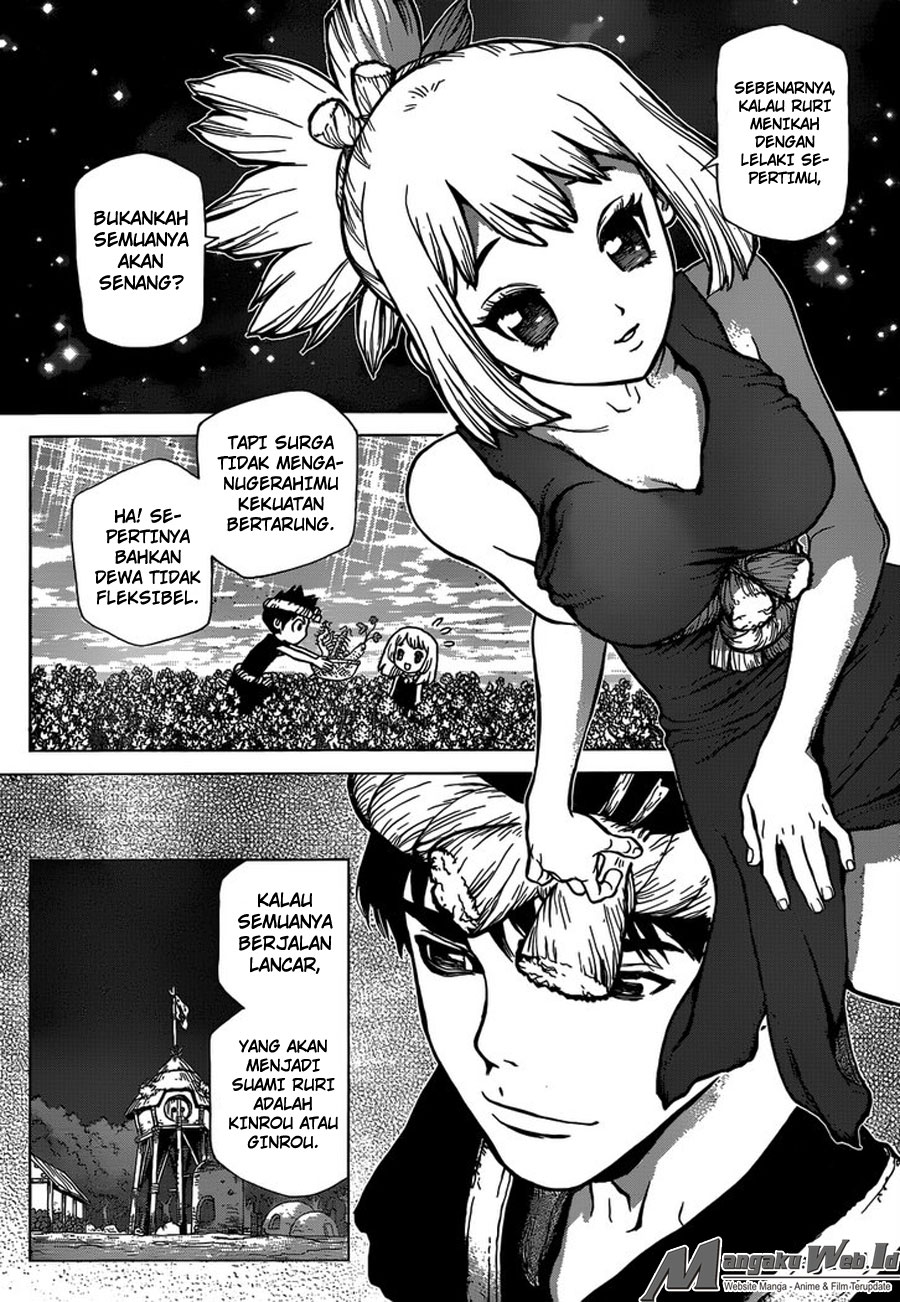 SEBENARNYA,
KALAU RURI
MENIKAH
DENGAN
LELAKI SE-
PERTIMU,
BUKANKAH
SEMUANYA
AKAN
SENANG?
TAPI SURGA
TIDAK MENGA-
NUGERAHIMU
KEKUATAN
BERTARUNG.
HA! SE-
PERTINYA
BAHKAN
DEWA TIDAK
FLEKSIBEL.
KALAU
SEMUANYA
BERJALAN
LANCAR,
YANG AKAN
MENJADI
SUAMI RURI
ADALAH
KINROU ATAU
GINROU.
Mangaku.Web.Id
Website Manga - Anime & Film Terupdate